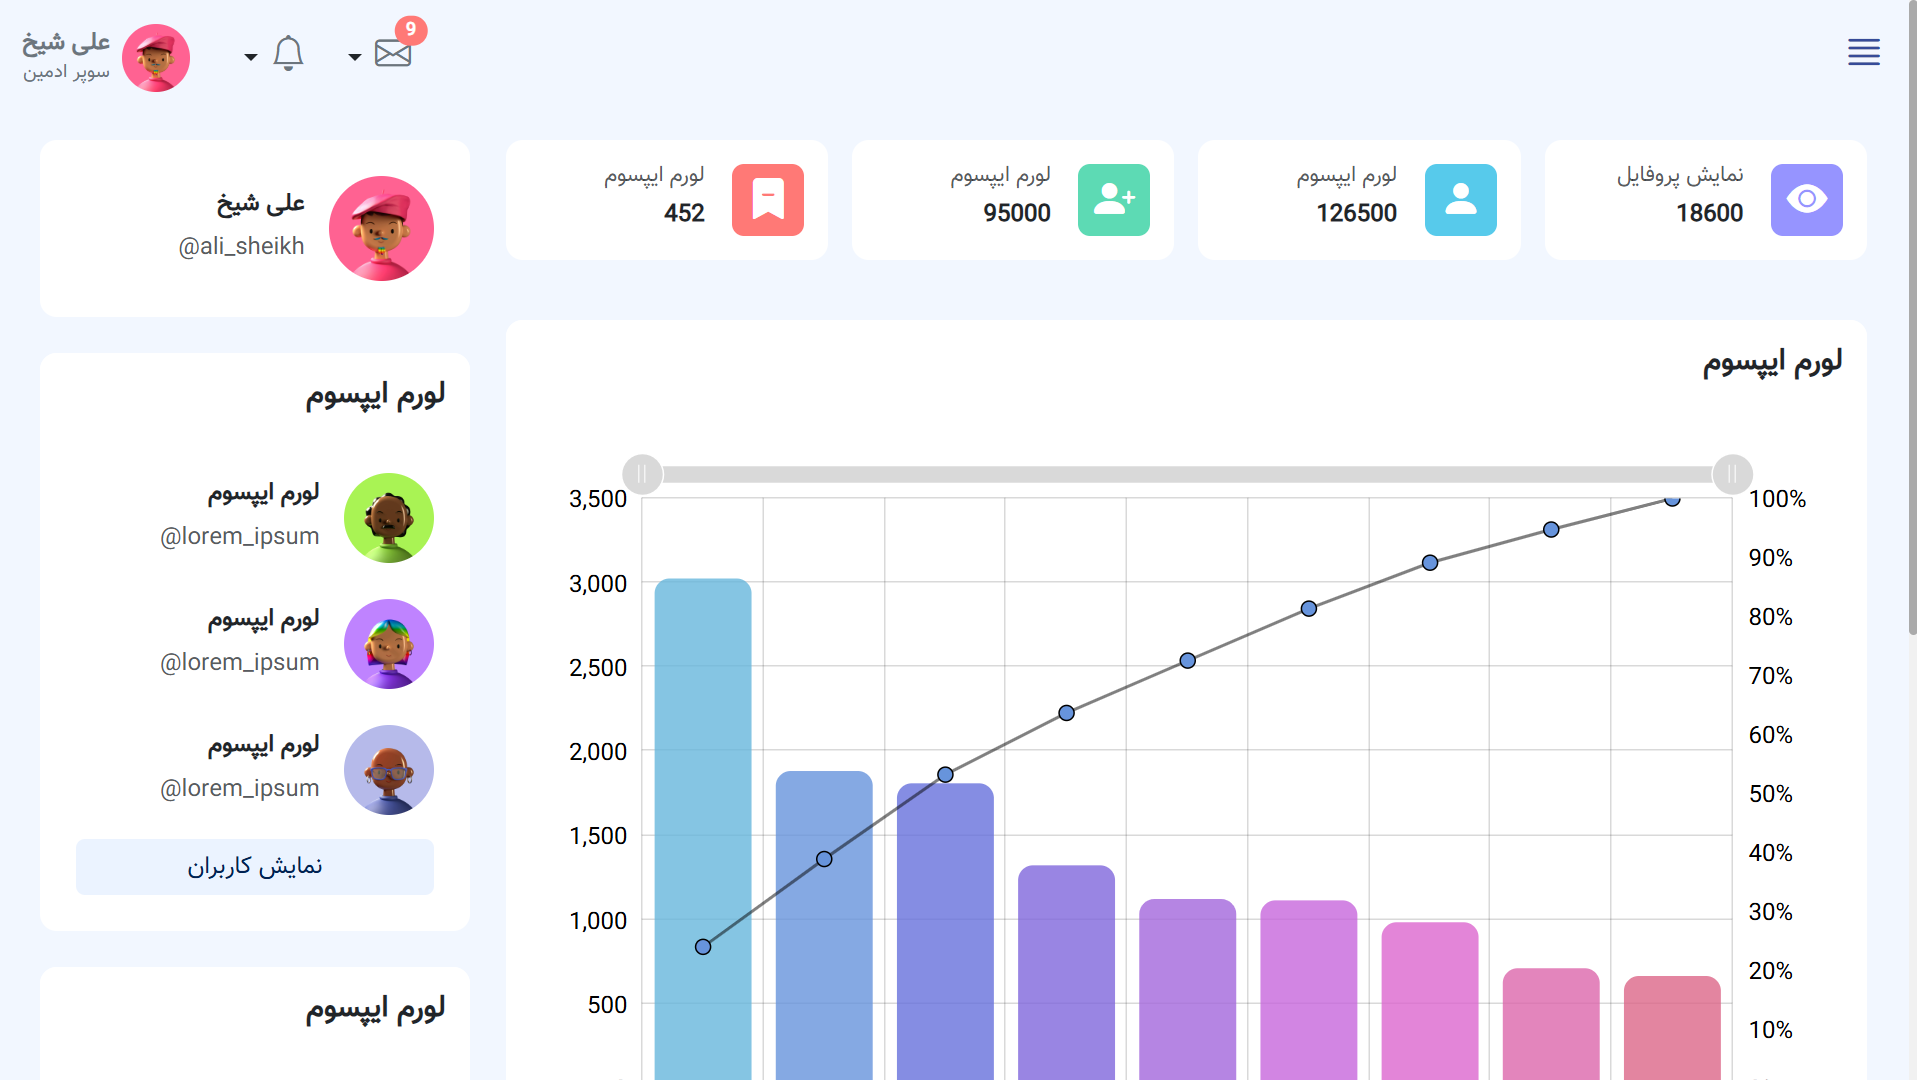 9
علی شیخ
سوپر ادمین
نمایش پروفایل
18600
لورم ایپسوم
126500
لورم ایپسوم
95000
لورم ایپسوم
452
علی شیخ
@ali_sheikh
لورم ایپسوم
لورم ایپسوم
@lorem_ipsum
لورم ایپسوم
@lorem_ipsum
لورم ایپسوم
@lorem_ipsum
نمایش کاربران
لورم ایپسوم
لورم ایپسوم
3,500
3,000
2,500
2,000
1,500
1,000
500
100%
90%
80%
70%
60%
50%
40%
30%
20%
10%